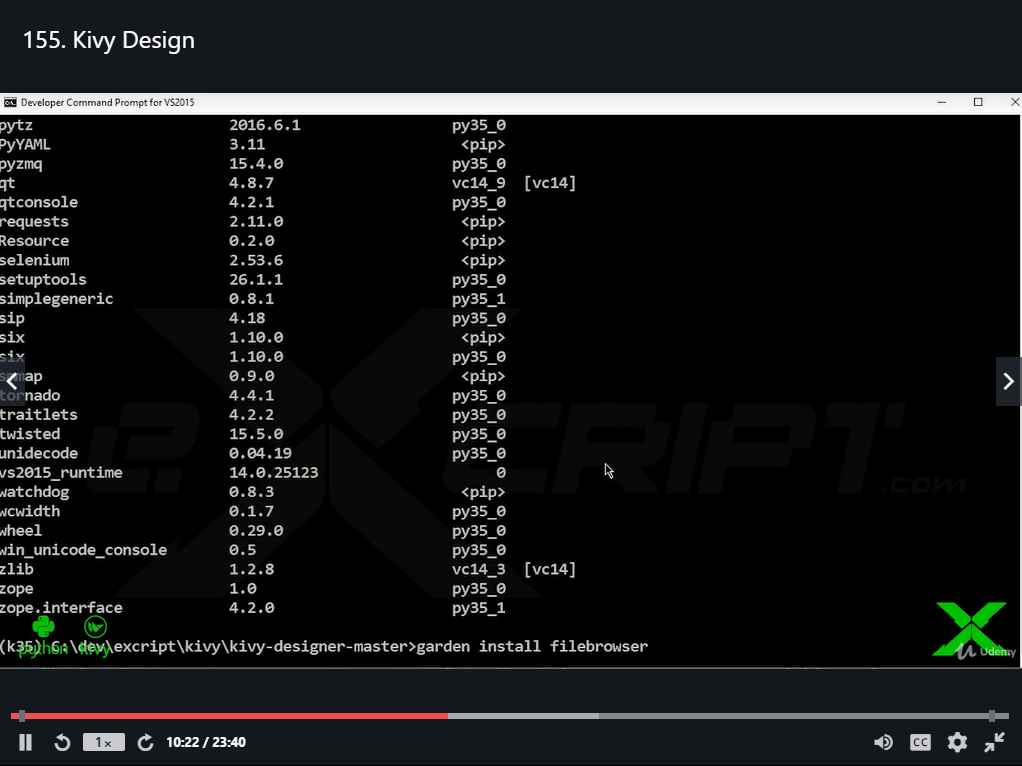 155. Kivy Design
Developer Command Prompt for VS2015
pytz 2016.6.1 py35_0
PyYAML 3.11 <pip>
pyzmq 15.4.0 py35_0
qt 4.8.7 vc14_9 [vc14]
qtconsole 4.2.1 py35_0
requests 2.11.0 <pip>
Resource 0.2.0 <pip>
selenium 2.53.6 <pip>
setuptools 26.1.1 py35_0
simplegeneric 0.8.1 py35_1
sip 4.18 py35_0
six 1.10.0 <pip>
six 1.10.0 py35_0
0.9.0 <pip>
tornado 4.4.1 py35_0
traitlets 4.2.2 py35_0
twisted 15.5.0 py35_0
unidecode 0.04.19 py35_0
vs2015_runtime 14.0.25123 0
watchdog 0.8.3 <pip>
wcwidth 0.1.7 py35_0
wheel 0.29.0 py35_0
win_unicode_console 0.5 py35_0
zlib 1.2.8 vc14_3 [vc14]
zope 1.0 py35_0
zope.interface 4.2.0 py35_1
(k35) C:\dev\excript\kivy\kivy-designer-master>garden install filebrowser
python kivy
eXCRIPT.com
Udemy
1x 10:22 / 23:40 CC